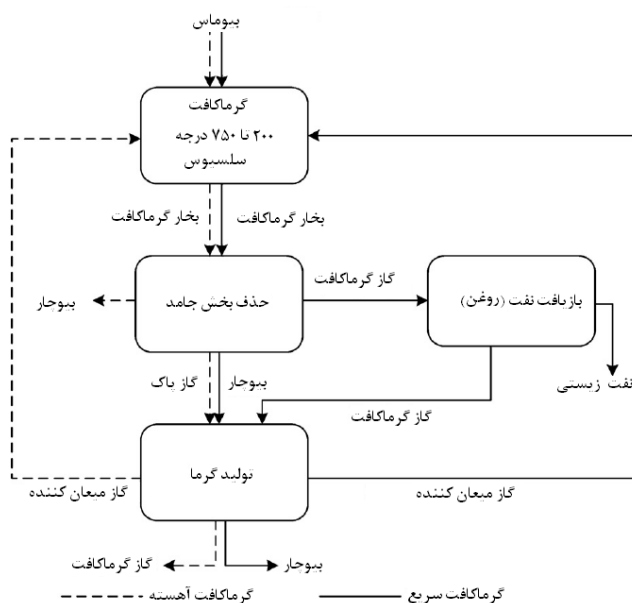 بیوماس
گرماکافت
۲۰۰ تا ۷۵۰ درجه
سلسیوس
بخار گرماکافت
بخار گرماکافت
گاز گرماکافت
بازیافت نفت (روغن)
حذف بخش جامد
بیوچار
نفت زیستی
بیوچار
گاز پاک
گاز گرماکافت
تولید گرما
گاز میعان کننده
گاز میعان کننده
بیوچار
گاز گرماکافت
گرماکافت سریع
گرماکافت آهسته